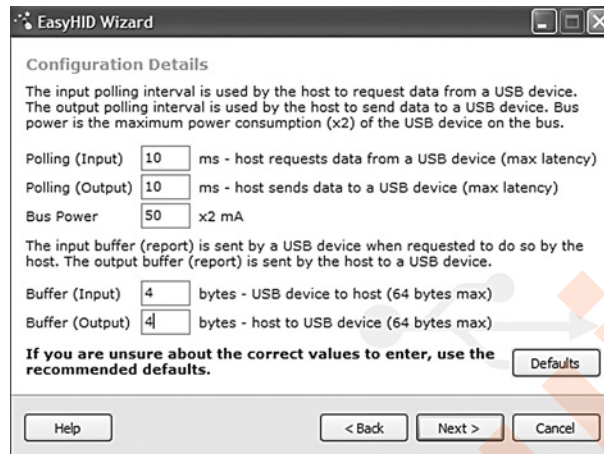 EasyHID Wizard
Configuration Details
The input polling interval is used by the host to request data from a USB device.
The output polling interval is used by the host to send data to a USB device. Bus
power is the maximum power consumption (x2) of the USB device on the bus.
Polling (Input) 10 ms - host requests data from a USB device (max latency)
Polling (Output) 10 ms - host sends data to a USB device (max latency)
Bus Power 50 x2 mA
The input buffer (report) is sent by a USB device when requested to do so by the
host. The output buffer (report) is sent by the host to a USB device.
Buffer (Input) 4 bytes - USB device to host (64 bytes max)
Buffer (Output) 4 bytes - host to USB device (64 bytes max)
If you are unsure about the correct values to enter, use the
recommended defaults.
Defaults
Help < Back Next > Cancel